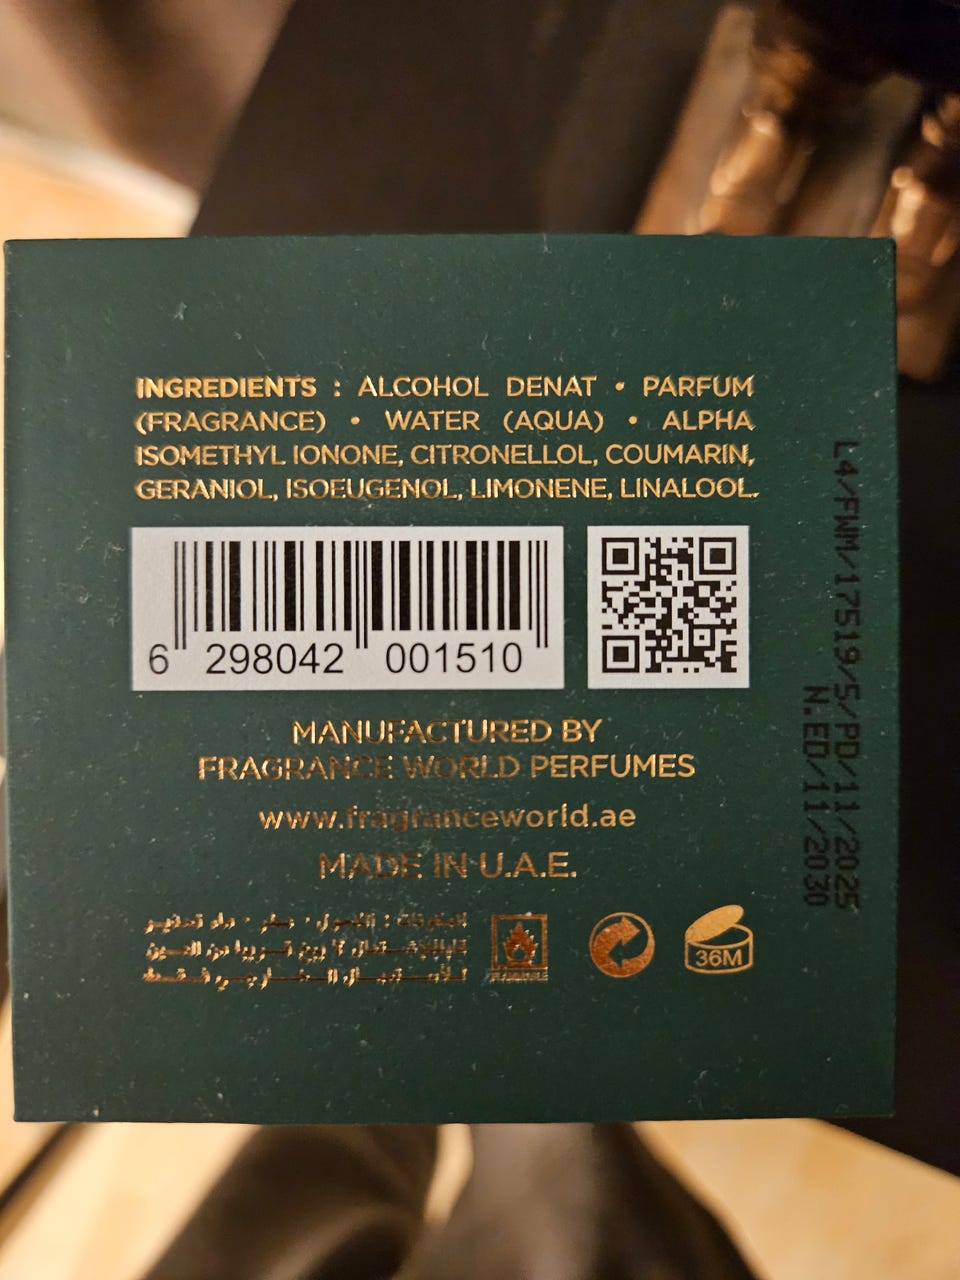 INGREDIENTS : ALCOHOL DENAT • PARFUM
(FRAGRANCE) • WATER (AQUA) • ALPHA
ISOMETHYL IONONE, CITRONELLOL, COUMARIN,
GERANIOL, ISOEUGENOL, LIMONENE, LINALOOL.
6 298042 001510
MANUFACTURED BY
FRAGRANCE WORLD PERFUMES
www.fragranceworld.ae
MADE IN U.A.E.
36M
L4/FWM/17519/5/PD/11/2025
N.ED/11/2030